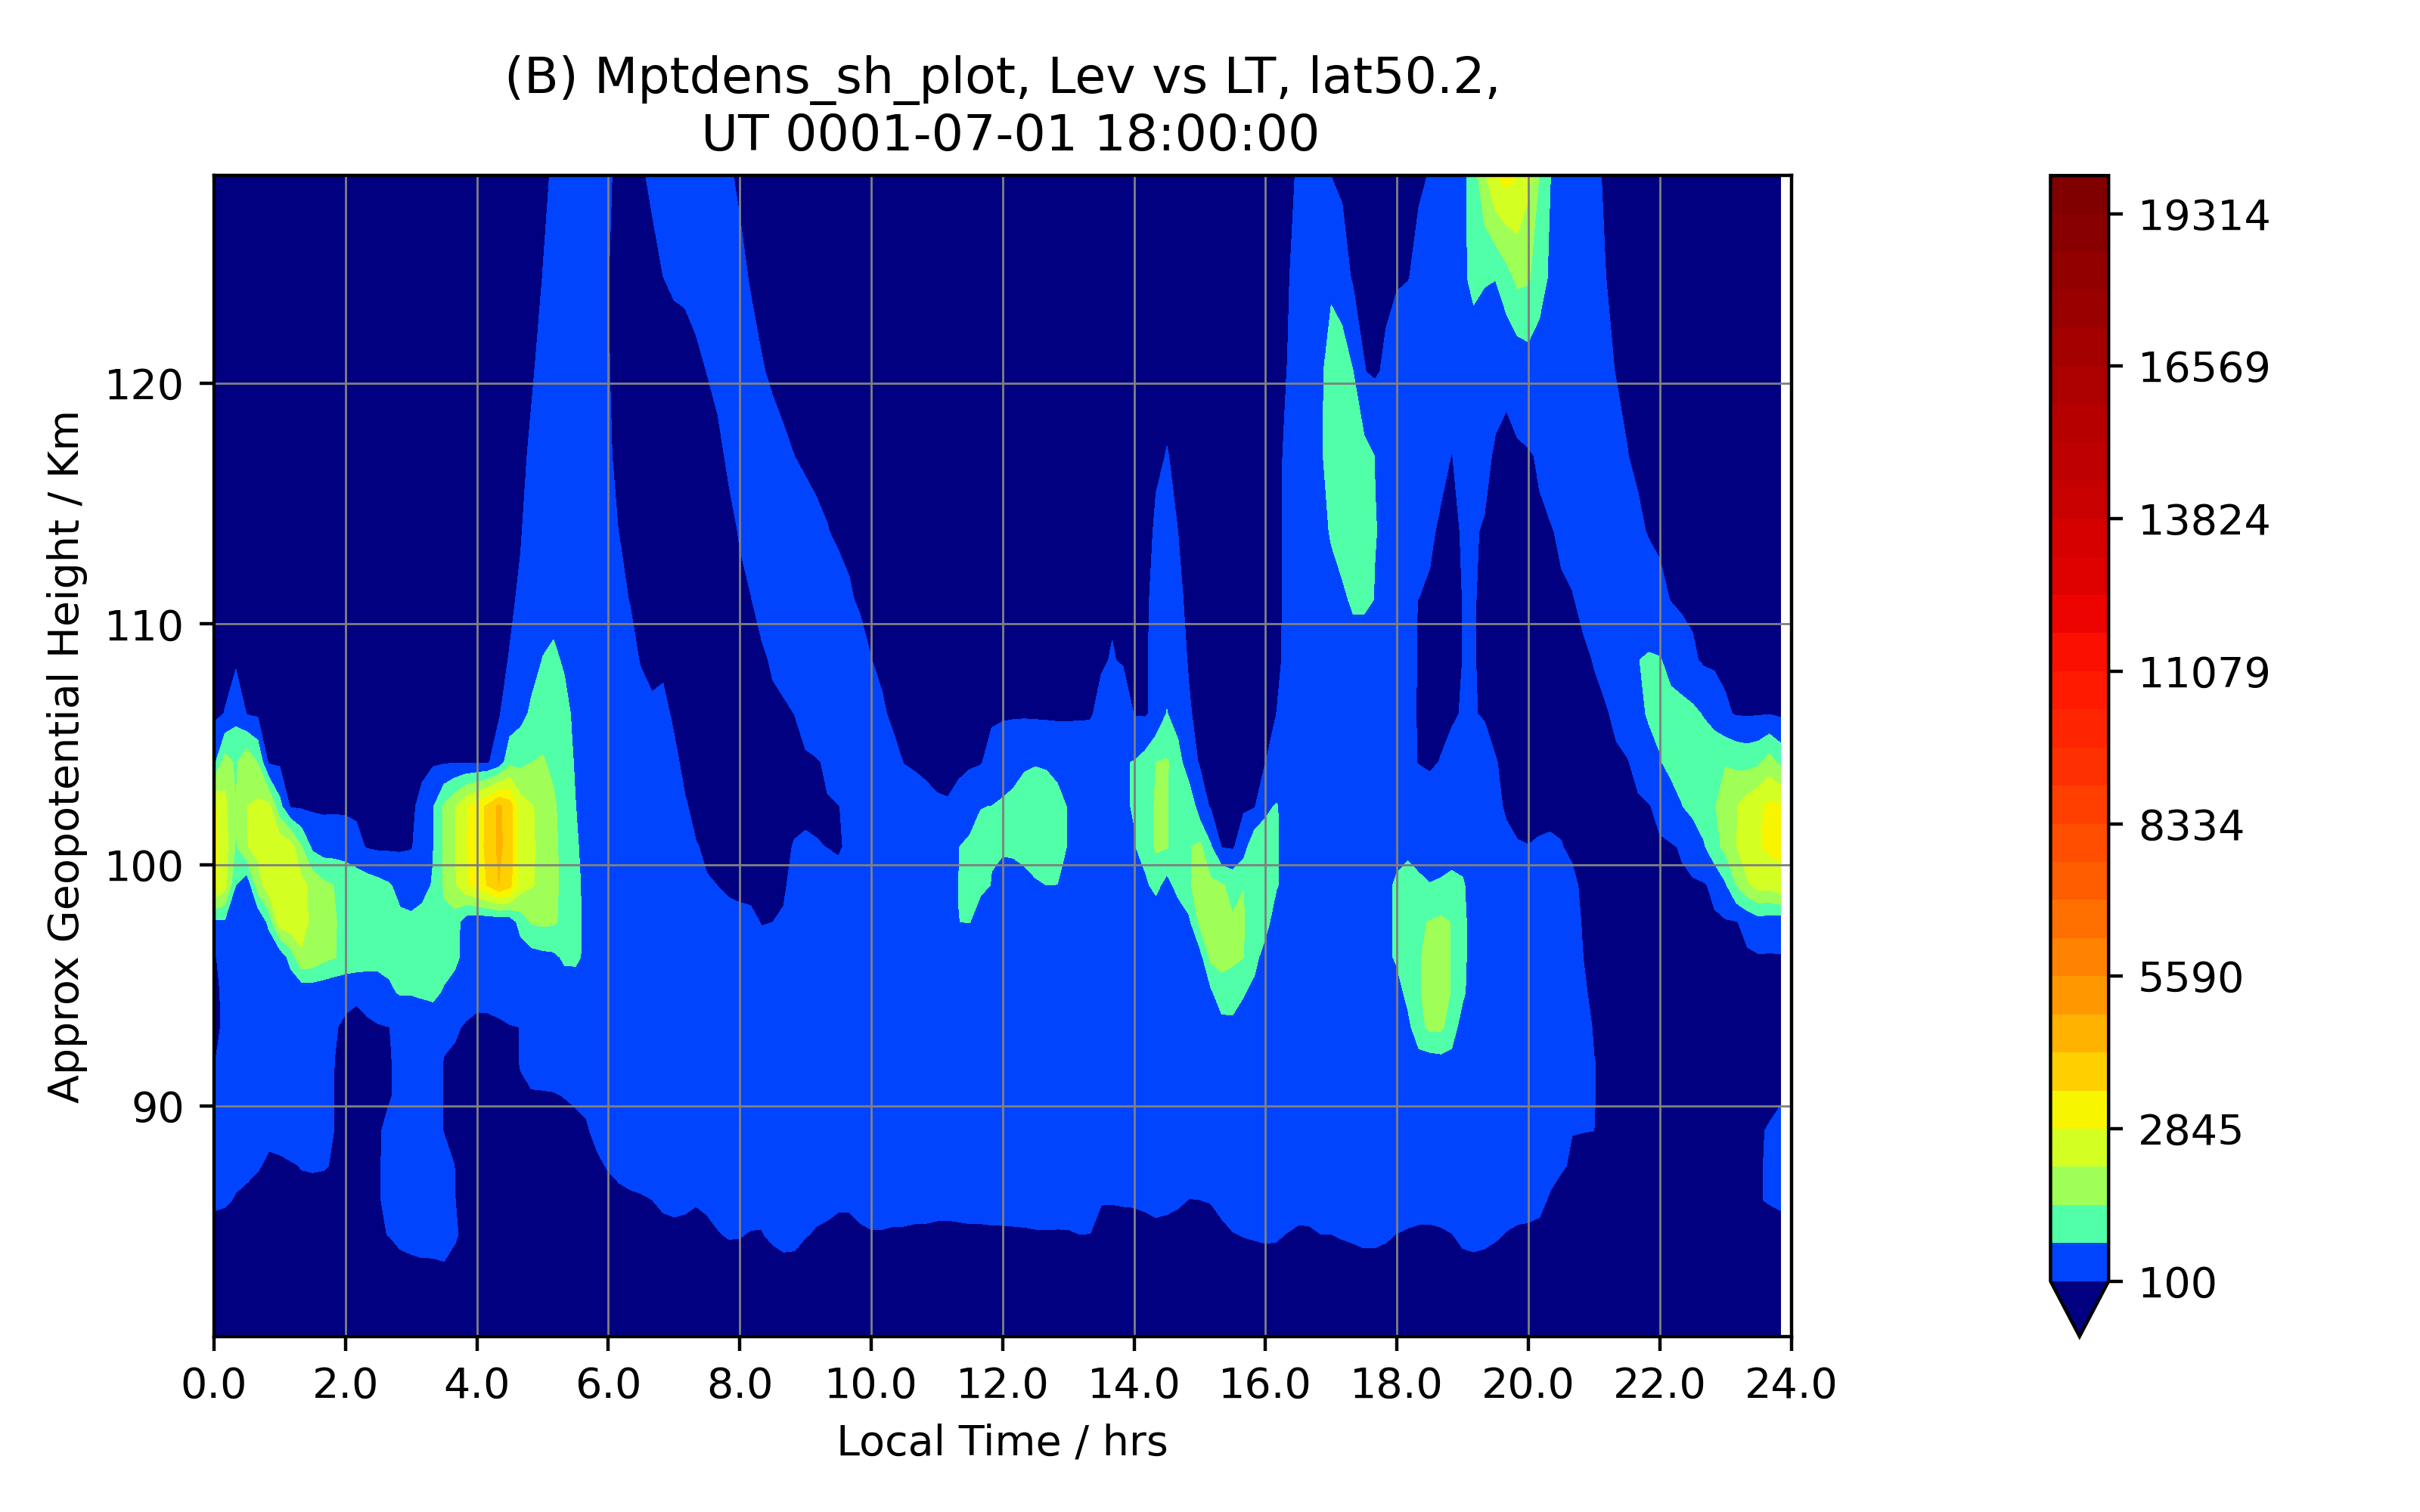 (B) Mptdens_sh_plot, Lev vs LT, lat50.2,
UT 0001-07-01 18:00:00
Approx Geopotential Height / Km
120
110
100
90
0.0 2.0 4.0 6.0 8.0 10.0 12.0 14.0 16.0 18.0 20.0 22.0 24.0
Local Time / hrs
19314
16569
13824
11079
8334
5590
2845
100